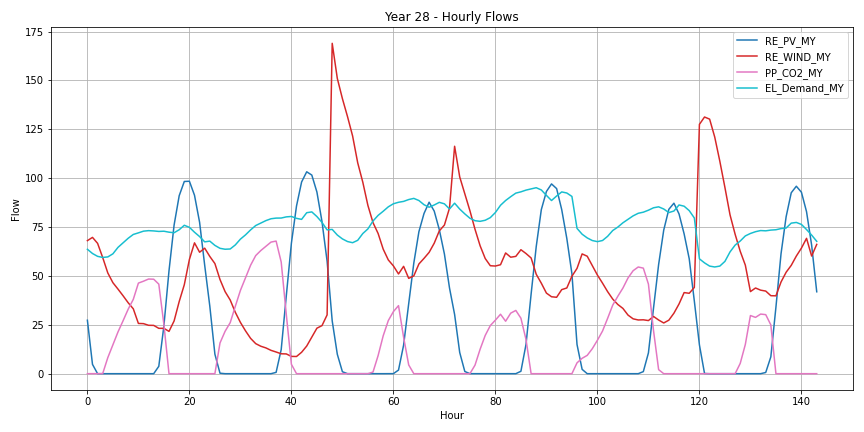 Year 28 - Hourly Flows
RE_PV_MY
RE_WIND_MY
PP_CO2_MY
EL_Demand_MY
175
150
125
100
75
50
25
0
Flow
0 20 40 60 80 100 120 140
Hour